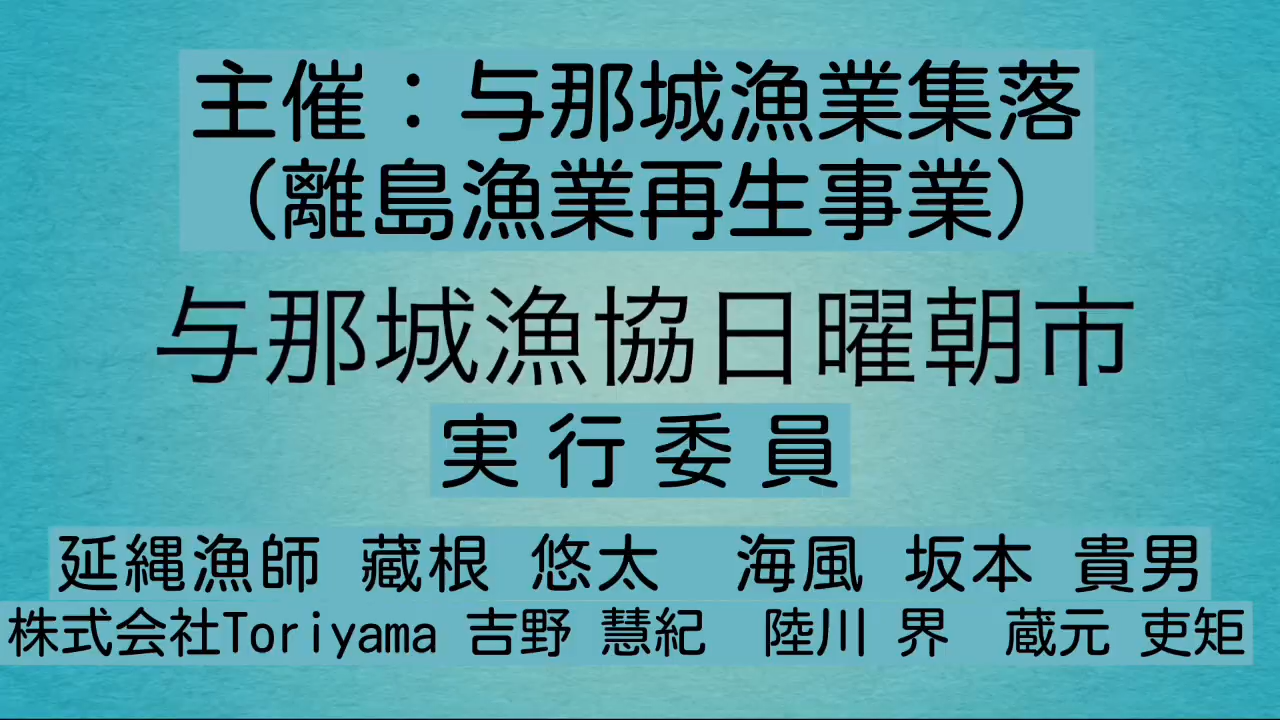 主催：与那城漁業集落
（離島漁業再生事業）
与那城漁協日曜朝市
実行委員
延縄漁師 藏根 悠太　海風 坂本 貴男
株式会社Toriyama 吉野 慧紀　陸川 界　蔵元 吏矩